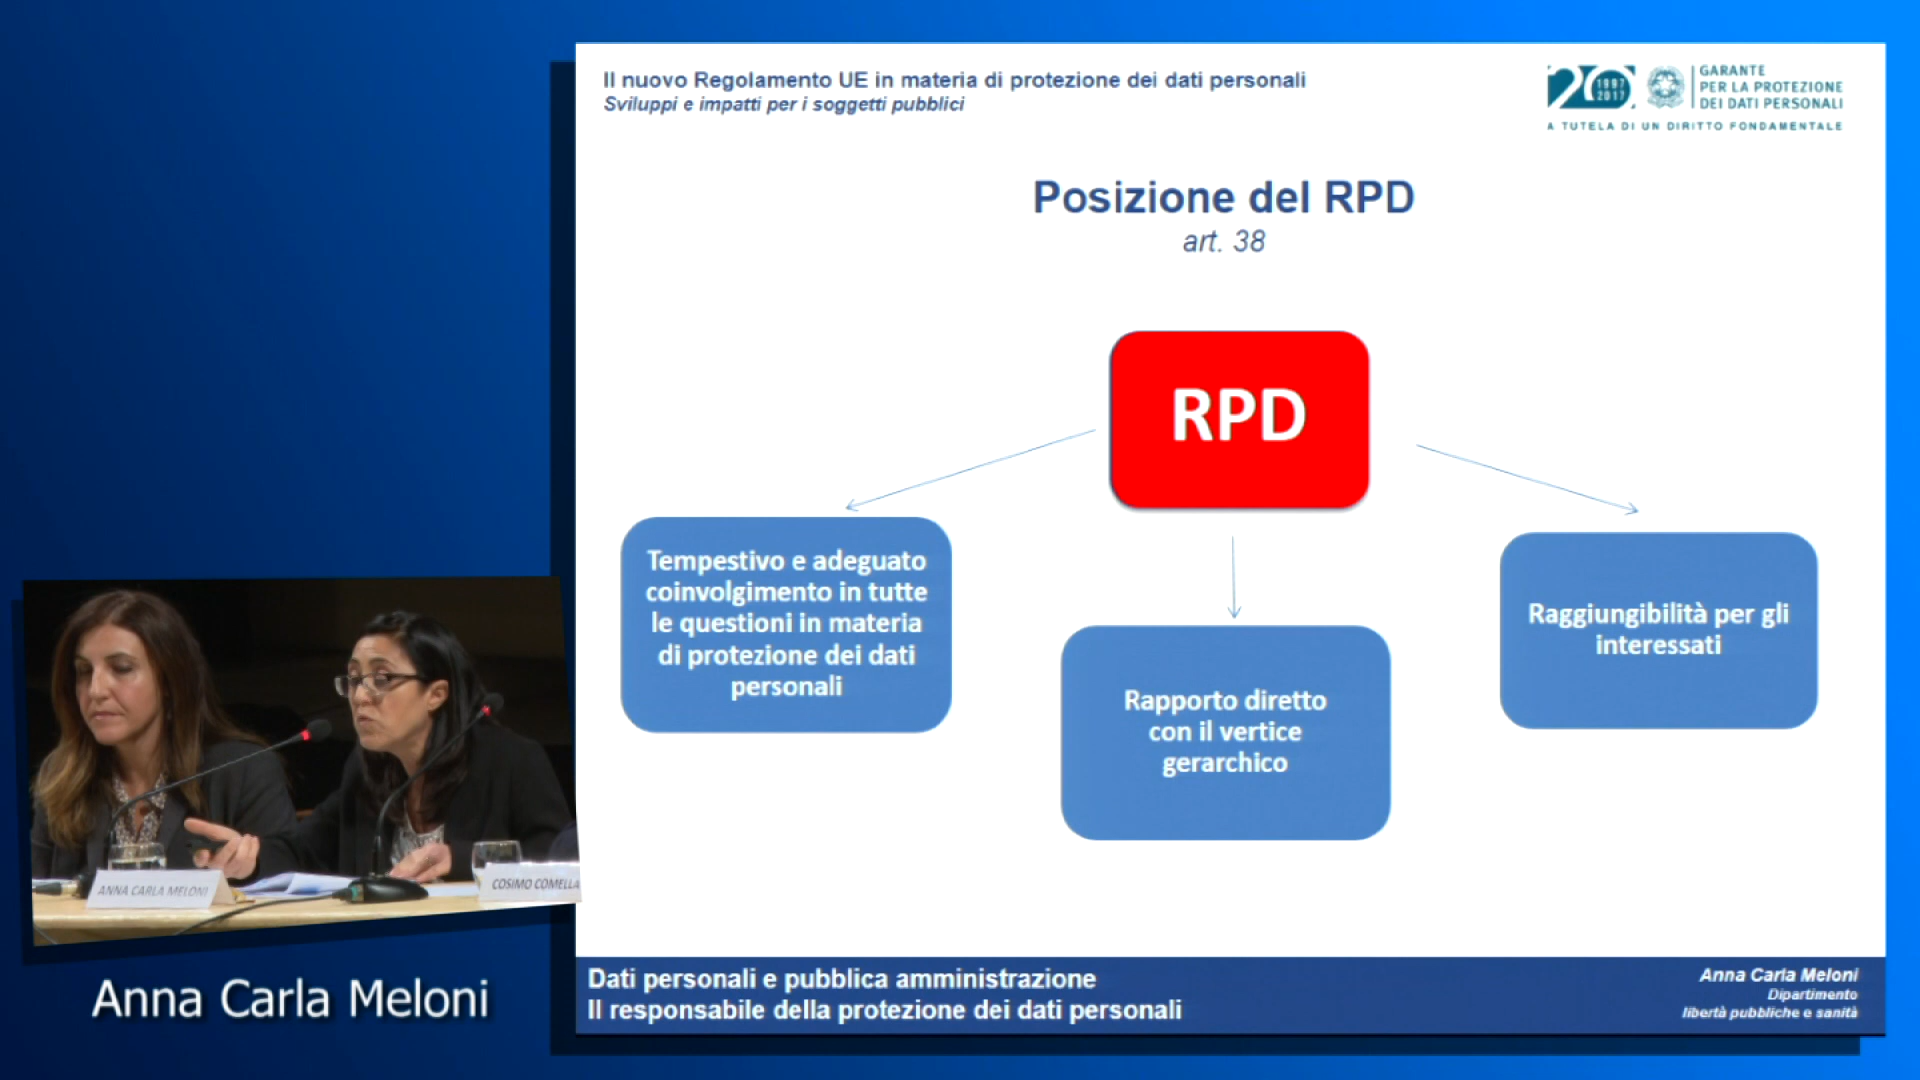 Il nuovo Regolamento UE in materia di protezione dei dati personali
Sviluppi e impatti per i soggetti pubblici
20
1997
2017
GARANTE
PER LA PROTEZIONE
DEI DATI PERSONALI
A TUTELA DI UN DIRITTO FONDAMENTALE
Posizione del RPD
art. 38
RPD
Tempestivo e adeguato
coinvolgimento in tutte
le questioni in materia
di protezione dei dati
personali
Rapporto diretto
con il vertice
gerarchico
Raggiungibilità per gli
interessati
ANNA CARLA MELONI
COSIMO COMELLA
Anna Carla Meloni
Dati personali e pubblica amministrazione
Il responsabile della protezione dei dati personali
Anna Carla Meloni
Dipartimento
libertà pubbliche e sanità